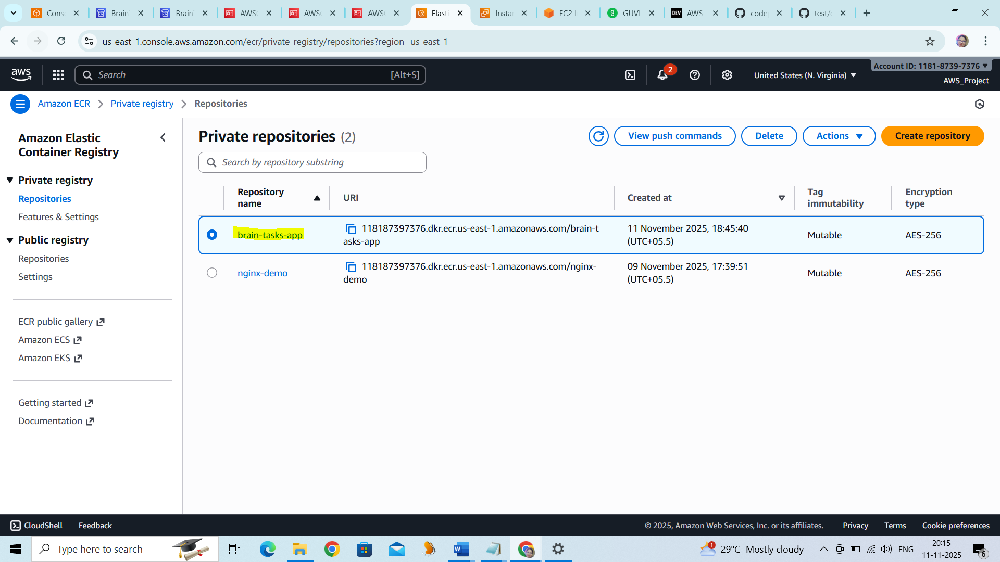 Cons
Brain
Brain
AWS
AWS
AWS
Elasti
Insta
EC2
GUVI
DEV
AWS
code
test/
us-east-1.console.aws.amazon.com/ecr/private-registry/repositories?region=us-east-1
aws
Search
[Alt+S]
2
United States (N. Virginia)
Account ID: 1181-8739-7376
AWS_Project
Amazon ECR
Private registry
Repositories
Amazon Elastic
Container Registry
Private registry
Repositories
Features & Settings
Public registry
Repositories
Settings
ECR public gallery
Amazon ECS
Amazon EKS
Getting started
Documentation
Private repositories (2)
View push commands
Delete
Actions
Create repository
Search by repository substring
Repository
name
URI
Created at
Tag
immutability
Encryption
type
brain-tasks-app
118187397376.dkr.ecr.us-east-1.amazonaws.com/brain-t
asks-app
11 November 2025, 18:45:40
(UTC+05.5)
Mutable
AES-256
nginx-demo
118187397376.dkr.ecr.us-east-1.amazonaws.com/nginx-
demo
09 November 2025, 17:39:51
(UTC+05.5)
Mutable
AES-256
CloudShell
Feedback
© 2025, Amazon Web Services, Inc. or its affiliates.
Privacy
Terms
Cookie preferences
Type here to search
1
29°C Mostly cloudy
ENG
20:15
11-11-2025
6